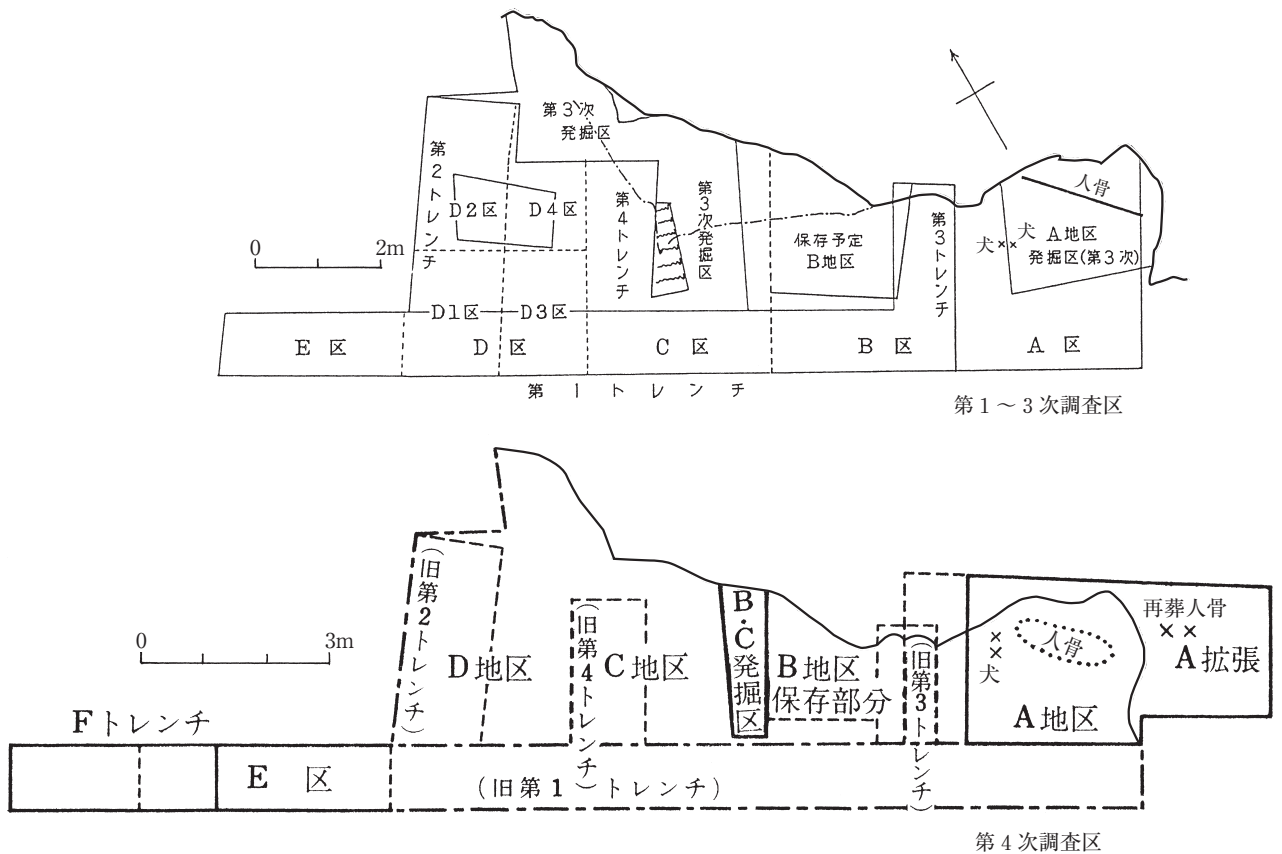 第3次
発掘区
第2トレンチ
D2区
D4区
第4トレンチ
第3次発掘区
保存予定
B地区
第3トレンチ
人骨
犬××犬
A地区
発掘区(第3次)
0 2m
D1区
D3区
E 区
D 区
C 区
B 区
A 区
第1トレンチ
第1~3次調査区
0 3m
(旧第2トレンチ)
D地区
(旧第4トレンチ)
C地区
B・C発掘区
B地区
保存部分
(旧第3トレンチ)
犬
人骨
A地区
再葬人骨
A拡張
Fトレンチ
E 区
(旧第1トレンチ)
第4次調査区